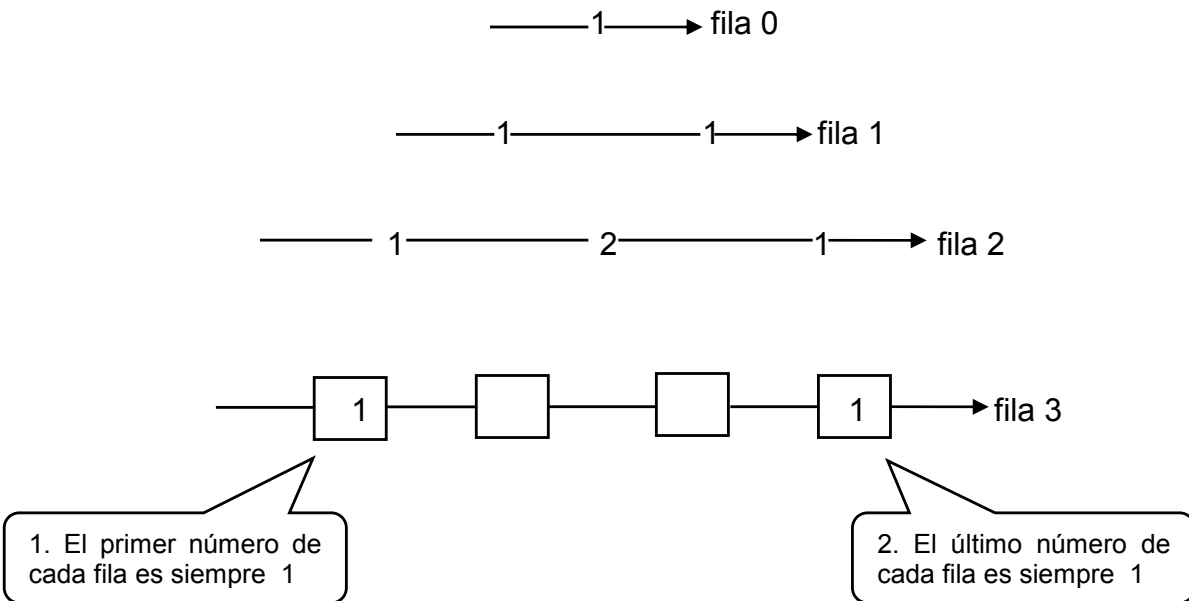 1 fila 0
1 1 fila 1
1 2 1 fila 2
1 1 fila 3
1. El primer número de
cada fila es siempre 1
2. El último número de
cada fila es siempre 1